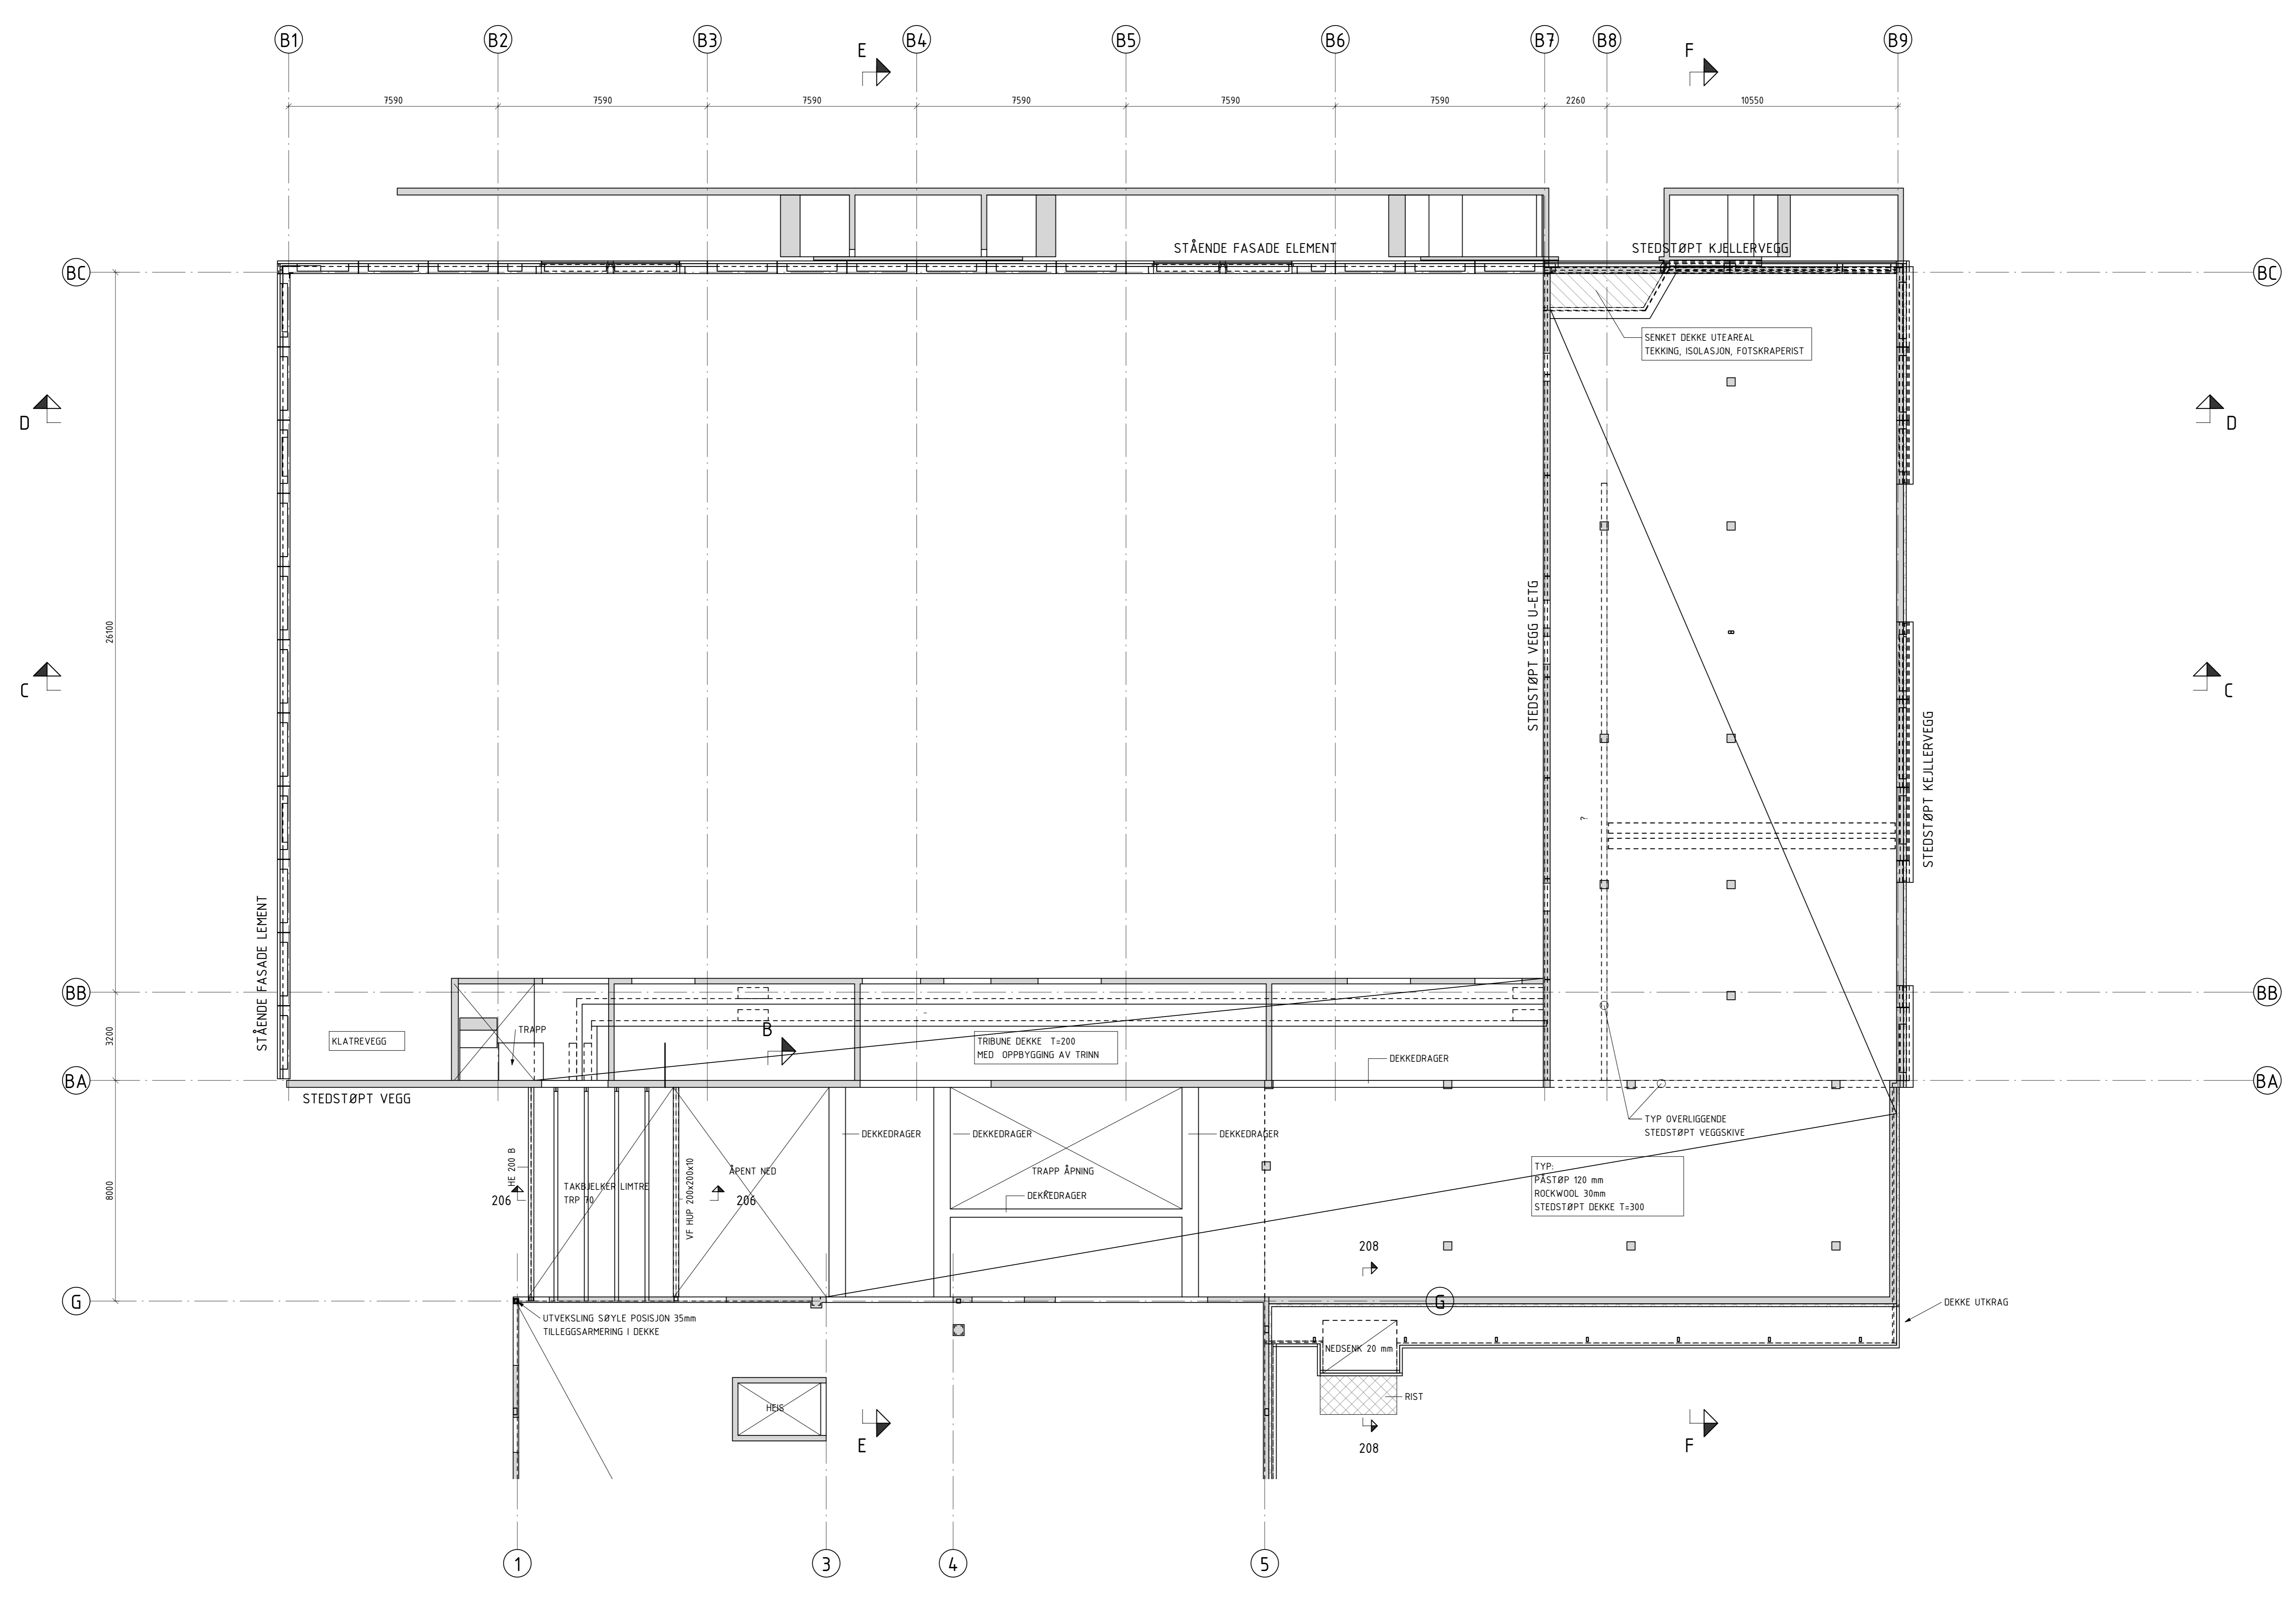 B1 B2 B3 B4 B5 B6 B7 B8 B9
E F
7590 7590 7590 7590 7590 7590 2260 10550
STÅENDE FASADE ELEMENT
STEDSTØPT KJELLERVEGG
BC BC
SENKET DEKKE UTEAREAL
TEKKING, ISOLASJON, FOTSKRAPERIST
D D
26100
STEDSTØPT VEGG U-ETG
C C
STEDSTØPT KEJLLERVEGG
?
STÅENDE FASADE LEMENT
BB BB
3200
KLATREVEGG
TRAPP
B
TRIBUNE DEKKE T=200
MED OPPBYGGING AV TRINN
DEKKEDRAGER
BA BA
STEDSTØPT VEGG
TYP OVERLIGGENDE
STEDSTØPT VEGGSKIVE
DEKKEDRAGER
DEKKEDRAGER
DEKKEDRAGER
HE 200 B
ÅPENT NED
TRAPP ÅPNING
8000
TAKBJELKER LIMTRE
TRP 70
VF HUP 200x200x10
206 206
DEKKEDRAGER
TYP:
PÅSTØP 120 mm
ROCKWOOL 30mm
STEDSTØPT DEKKE T=300
208
G G
DEKKE UTKRAG
UTVEKSLING SØYLE POSISJON 35mm
TILLEGGSARMERING I DEKKE
NEDSENK 20 mm
RIST
HEIS
E F
208
1 3 4 5